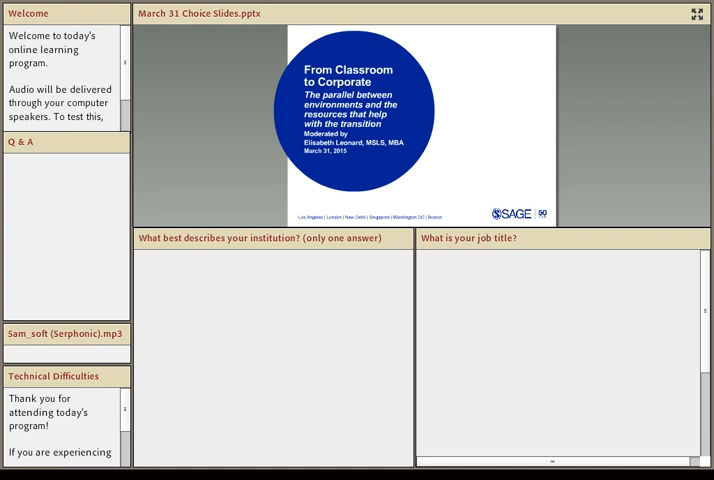 Welcome
Welcome to today's
online learning
program.
Audio will be delivered
through your computer
speakers. To test this,
Q & A
5am_soft (Serphonic).mp3
Technical Difficulties
Thank you for
attending today's
program!
If you are experiencing
March 31 Choice Slides.pptx
From Classroom
to Corporate
The parallel between
environments and the
resources that help
with the transition
Moderated by
Elisabeth Leonard, MSLS, MBA
March 31, 2015
Los Angeles | London | New Delhi | Singapore | Washington DC | Boston
SAGE 50
What best describes your institution? (only one answer)
What is your job title?